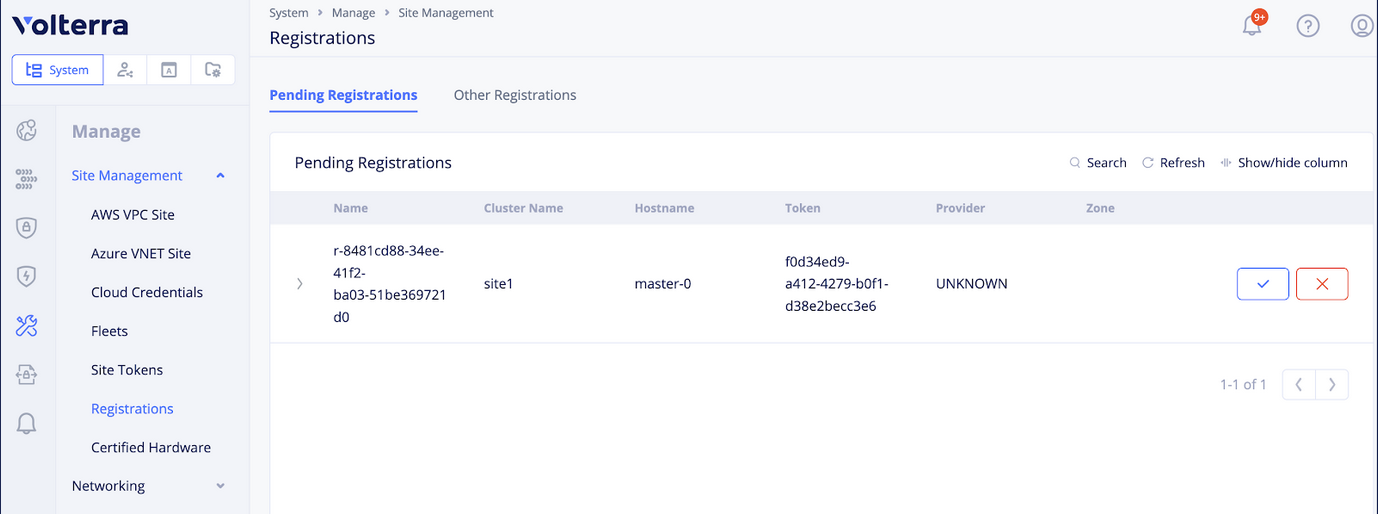 Volterra
System > Manage > Site Management
Registrations
9+
System
Pending Registrations Other Registrations
Manage
Site Management
AWS VPC Site
Azure VNET Site
Cloud Credentials
Fleets
Site Tokens
Registrations
Certified Hardware
Networking
Pending Registrations Search Refresh Show/hide column
Name Cluster Name Hostname Token Provider Zone
r-8481cd88-34ee-
41f2-
ba03-51be369721
d0
site1
master-0
f0d34ed9-
a412-4279-b0f1-
d38e2becc3e6
UNKNOWN
1-1 of 1